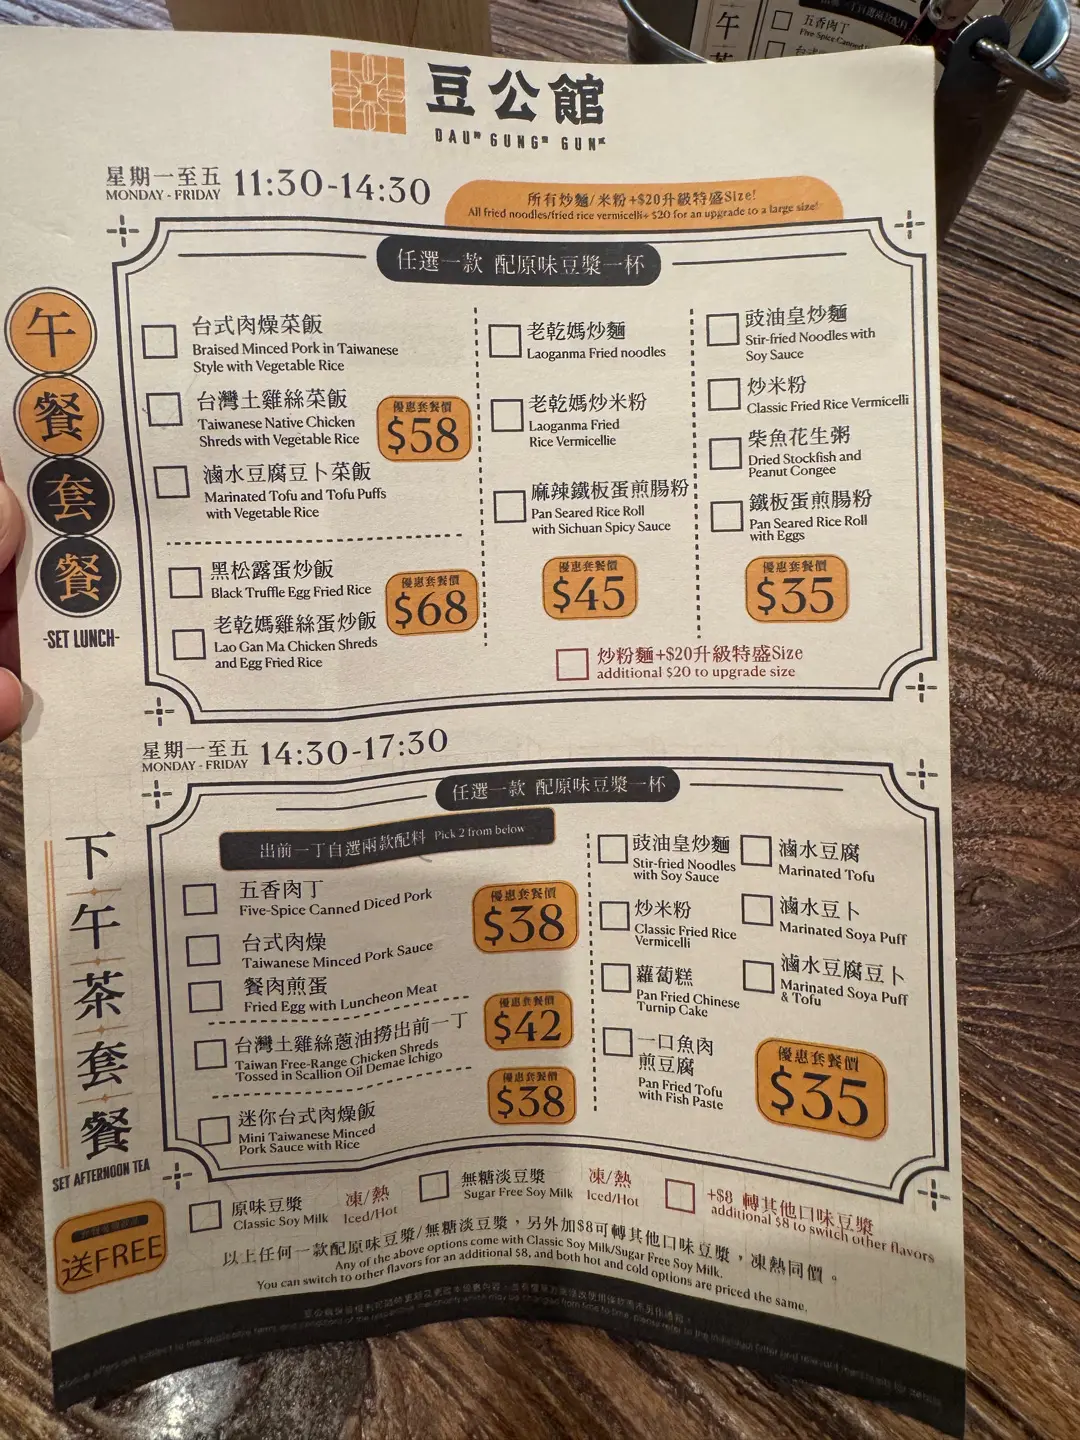 豆公館
DAU GUNG GUN
星期一至五
MONDAY - FRIDAY
11:30-14:30
所有炒麵/米粉+$20升級特盛Size!
All fried noodles/fried rice vermicelli+ $20 for an upgrade to a large size!
任選一款 配原味豆漿一杯
午餐套餐
-SET LUNCH-
台式肉燥菜飯
Braised Minced Pork in Taiwanese
Style with Vegetable Rice
台灣土雞絲菜飯
Taiwanese Native Chicken
Shreds with Vegetable Rice
滷水豆腐豆卜菜飯
Marinated Tofu and Tofu Puffs
with Vegetable Rice
優惠套餐價
$58
黑松露蛋炒飯
Black Truffle Egg Fried Rice
老乾媽雞絲蛋炒飯
Lao Gan Ma Chicken Shreds
and Egg Fried Rice
優惠套餐價
$68
老乾媽炒麵
Laoganma Fried noodles
老乾媽炒米粉
Laoganma Fried
Rice Vermicellie
麻辣鐵板蛋煎腸粉
Pan Seared Rice Roll
with Sichuan Spicy Sauce
優惠套餐價
$45
豉油皇炒麵
Stir-fried Noodles with
Soy Sauce
炒米粉
Classic Fried Rice Vermicelli
柴魚花生粥
Dried Stockfish and
Peanut Congee
鐵板蛋煎腸粉
Pan Seared Rice Roll
with Eggs
優惠套餐價
$35
炒粉麵+$20升級特盛Size
additional $20 to upgrade size
星期一至五
MONDAY - FRIDAY
14:30-17:30
任選一款 配原味豆漿一杯
下午茶套餐
SET AFTERNOON TEA
出前一丁自選兩款配料 Pick 2 from below
五香肉丁
Five-Spice Canned Diced Pork
台式肉燥
Taiwanese Minced Pork Sauce
餐肉煎蛋
Fried Egg with Luncheon Meat
優惠套餐價
$38
台灣土雞絲蔥油撈出前一丁
Taiwan Free-Range Chicken Shreds
Tossed in Scallion Oil Demae Ichigo
優惠套餐價
$42
迷你台式肉燥飯
Mini Taiwanese Minced
Pork Sauce with Rice
優惠套餐價
$38
豉油皇炒麵
Stir-fried Noodles
with Soy Sauce
炒米粉
Classic Fried Rice
Vermicelli
蘿蔔糕
Pan Fried Chinese
Turnip Cake
一口魚肉
煎豆腐
Pan Fried Tofu
with Fish Paste
滷水豆腐
Marinated Tofu
滷水豆卜
Marinated Soya Puff
滷水豆腐豆卜
Marinated Soya Puff
& Tofu
優惠套餐價
$35
送FREE
原味豆漿
Classic Soy Milk
凍/熱
Iced/Hot
無糖淡豆漿
Sugar Free Soy Milk
凍/熱
Iced/Hot
+$8 轉其他口味豆漿
additional $8 to switch other flavors
以上任何一款配原味豆漿/無糖淡豆漿，另外加$8可轉其他口味豆漿，凍熱同價。
Any of the above options come with Classic Soy Milk/Sugar Free Soy Milk.
You can switch to other flavors for an additional $8, and both hot and cold options are priced the same.
午
五香肉丁